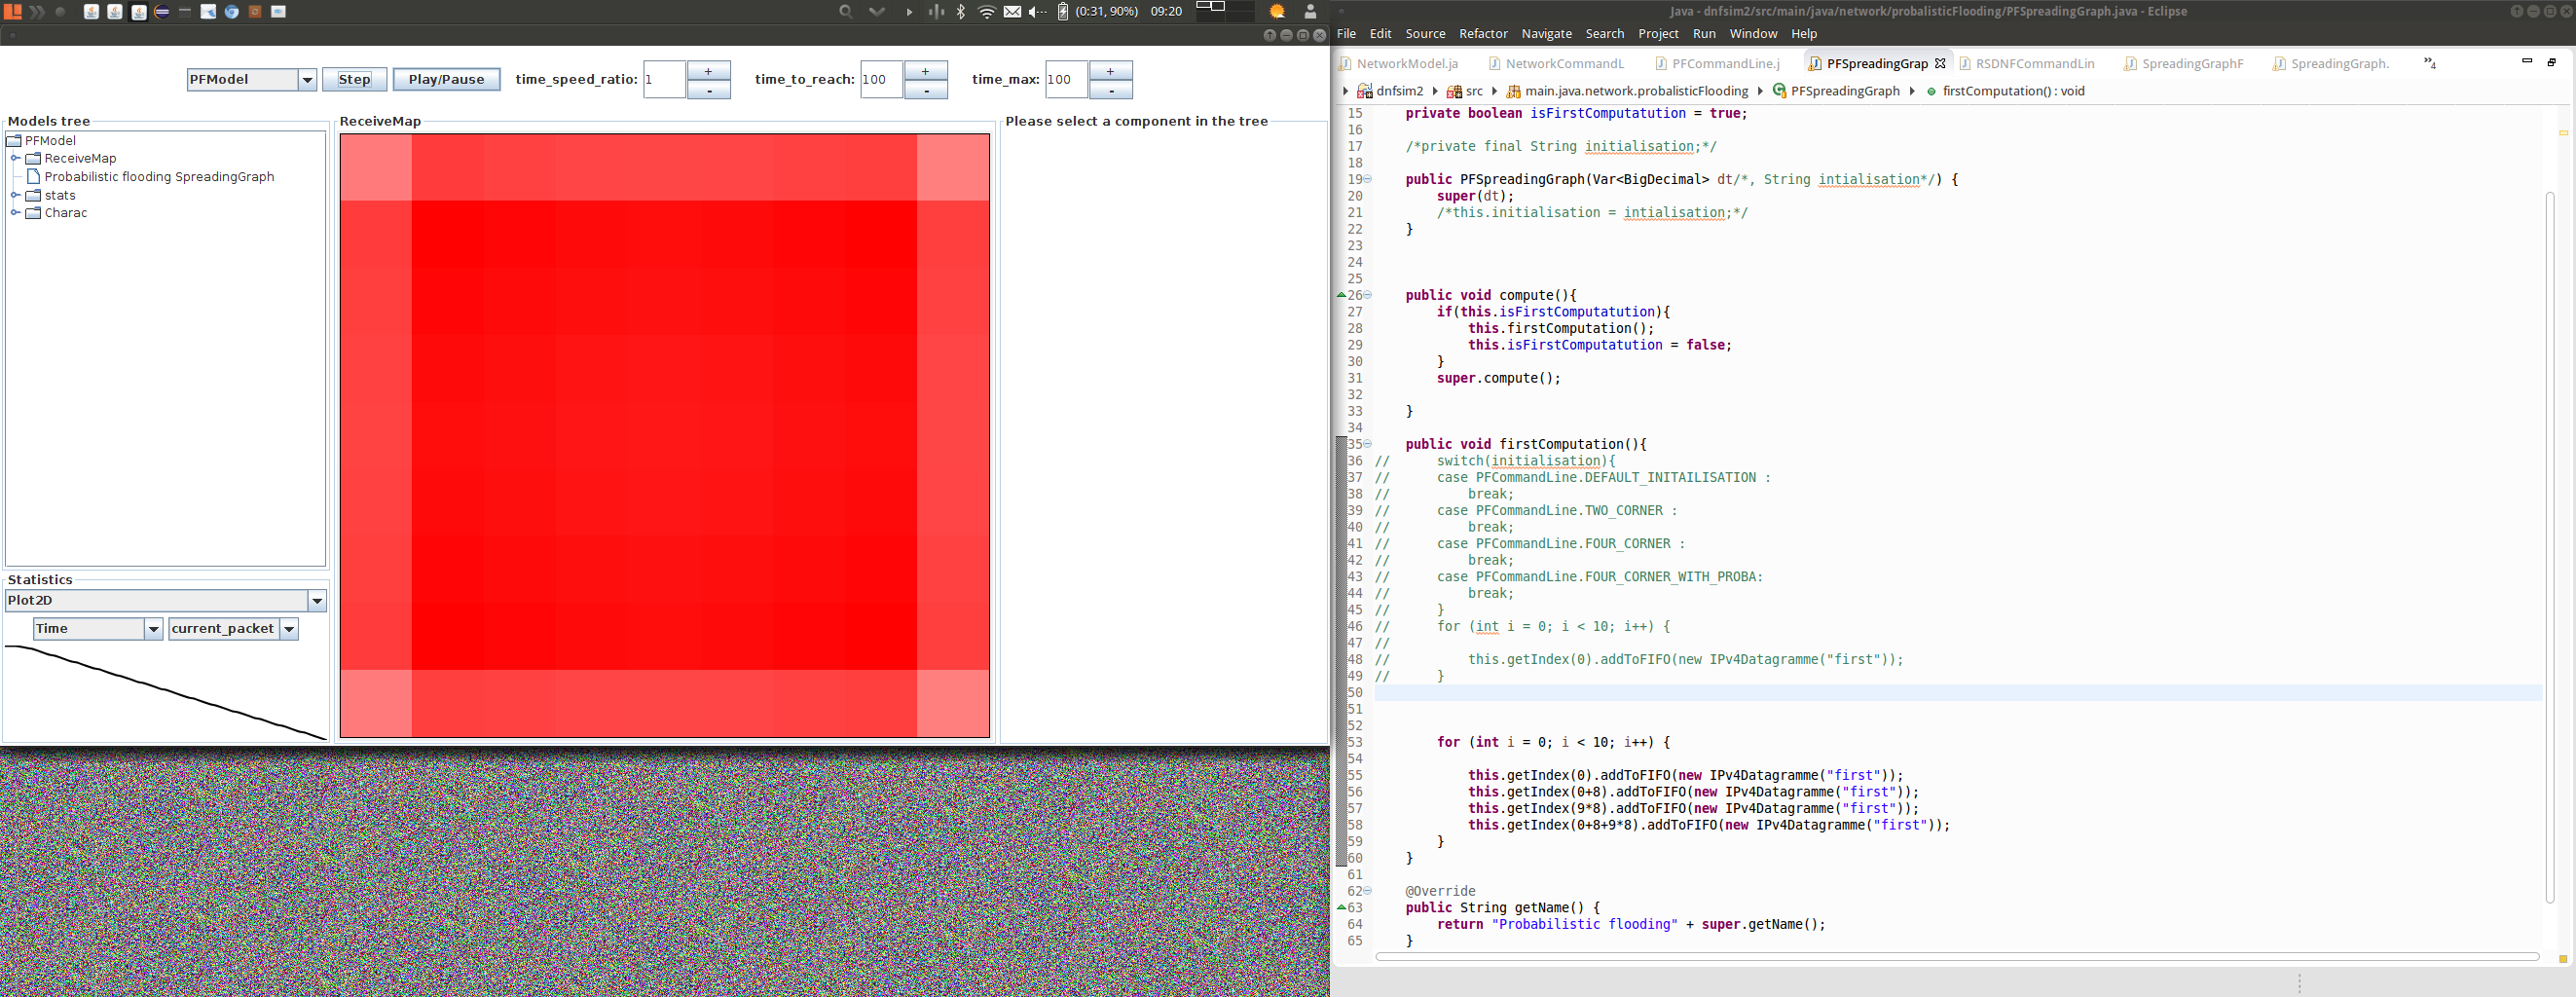 (0:31, 90%) 09:20
PFModel Step Play/Pause time_speed_ratio: 1 + - time_to_reach: 100 + - time_max: 100 + -
Models tree
PFModel
ReceiveMap
Probabilistic flooding SpreadingGraph
stats
Charac
Statistics
Plot2D
Time current_packet
ReceiveMap
Please select a component in the tree
Java - dnfsim2/src/main/java/network/probalisticFlooding/PFSpreadingGraph.java - Eclipse
File Edit Source Refactor Navigate Search Project Run Window Help
NetworkModel.ja NetworkCommandL PFCommandLine.j PFSpreadingGrap RSDNFCommandLin SpreadingGraphF SpreadingGraph. »4
dnfsim2 src main.java.network.probalisticFlooding PFSpreadingGraph firstComputation() : void
15 private boolean isFirstComputatution = true;
16
17 /*private final String initialisation;*/
18
19 public PFSpreadingGraph(Var<BigDecimal> dt/*, String intialisation*/) {
20 super(dt);
21 /*this.initialisation = intialisation;*/
22 }
23
24
25
26 public void compute(){
27 if(this.isFirstComputatution){
28 this.firstComputation();
29 this.isFirstComputatution = false;
30 }
31 super.compute();
32
33 }
34
35 public void firstComputation(){
36 // switch(initialisation){
37 // case PFCommandLine.DEFAULT_INITAILISATION :
38 // break;
39 // case PFCommandLine.TWO_CORNER :
40 // break;
41 // case PFCommandLine.FOUR_CORNER :
42 // break;
43 // case PFCommandLine.FOUR_CORNER_WITH_PROBA:
44 // break;
45 // }
46 // for (int i = 0; i < 10; i++) {
47 //
48 // this.getIndex(0).addToFIFO(new IPv4Datagramme("first"));
49 // }
50
51
52
53 for (int i = 0; i < 10; i++) {
54
55 this.getIndex(0).addToFIFO(new IPv4Datagramme("first"));
56 this.getIndex(0+8).addToFIFO(new IPv4Datagramme("first"));
57 this.getIndex(9*8).addToFIFO(new IPv4Datagramme("first"));
58 this.getIndex(0+8+9*8).addToFIFO(new IPv4Datagramme("first"));
59 }
60 }
61
62 @Override
63 public String getName() {
64 return "Probabilistic flooding" + super.getName();
65 }